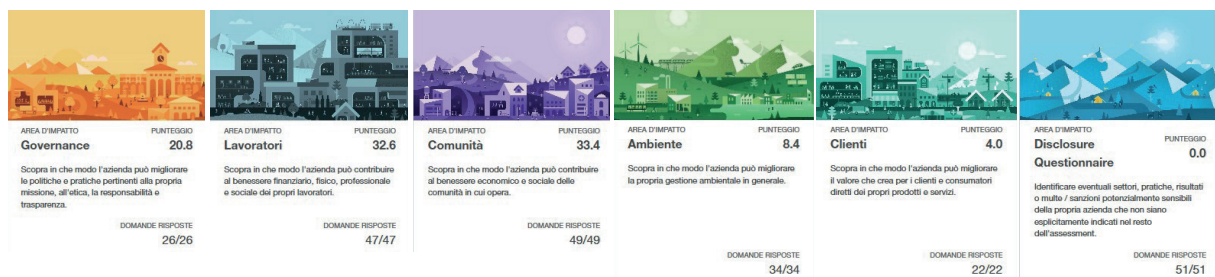 AREA D'IMPATTO PUNTEGGIO
Governance 20.8
Scopra in che modo l'azienda può migliorare
le politiche e pratiche pertinenti alla propria
missione, all'etica, la responsabilità e
trasparenza.
DOMANDE RISPOSTE
26/26
AREA D'IMPATTO PUNTEGGIO
Lavoratori 32.6
Scopra in che modo l'azienda può contribuire
al benessere finanziario, fisico, professionale
e sociale dei propri lavoratori.
DOMANDE RISPOSTE
47/47
AREA D'IMPATTO PUNTEGGIO
Comunità 33.4
Scopra in che modo l'azienda può contribuire
al benessere economico e sociale delle
comunità in cui opera.
DOMANDE RISPOSTE
49/49
AREA D'IMPATTO PUNTEGGIO
Ambiente 8.4
Scopra in che modo l'azienda può migliorare
la propria gestione ambientale in generale.
DOMANDE RISPOSTE
34/34
AREA D'IMPATTO PUNTEGGIO
Clienti 4.0
Scopra in che modo l'azienda può migliorare
il valore che crea per i clienti e consumatori
diretti dei propri prodotti e servizi.
DOMANDE RISPOSTE
22/22
AREA D'IMPATTO PUNTEGGIO
Disclosure 0.0
Questionnaire
Identificare eventuali settori, pratiche, risultati
o multe / sanzioni potenzialmente sensibili
della propria azienda che non siano
esplicitamente indicati nel resto
dell'assessment.
DOMANDE RISPOSTE
51/51